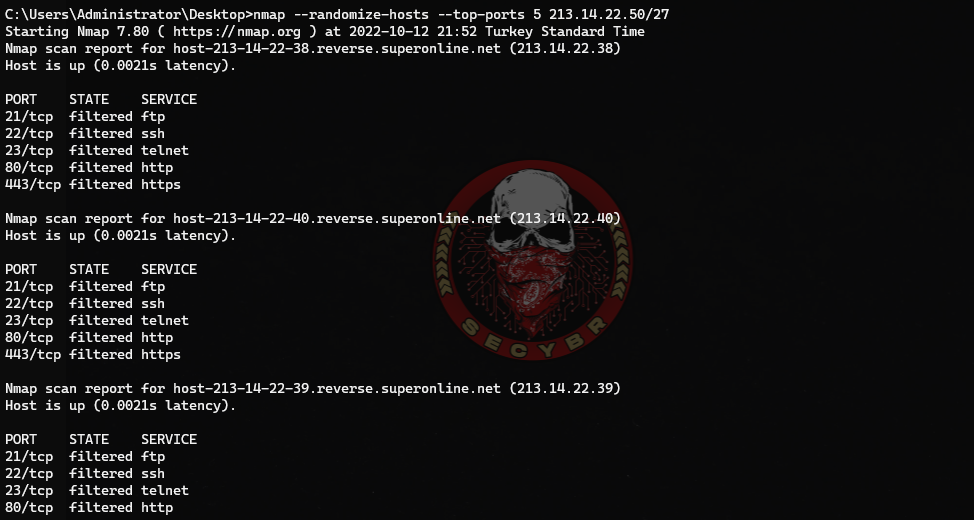 C:\Users\Administrator\Desktop>nmap --randomize-hosts --top-ports 5 213.14.22.50/27
Starting Nmap 7.80 ( https://nmap.org ) at 2022-10-12 21:52 Turkey Standard Time
Nmap scan report for host-213-14-22-38.reverse.superonline.net (213.14.22.38)
Host is up (0.0021s latency).
PORT    STATE    SERVICE
21/tcp  filtered ftp
22/tcp  filtered ssh
23/tcp  filtered telnet
80/tcp  filtered http
443/tcp filtered https
Nmap scan report for host-213-14-22-40.reverse.superonline.net (213.14.22.40)
Host is up (0.0021s latency).
PORT    STATE    SERVICE
21/tcp  filtered ftp
22/tcp  filtered ssh
23/tcp  filtered telnet
80/tcp  filtered http
443/tcp filtered https
SECYBR
Nmap scan report for host-213-14-22-39.reverse.superonline.net (213.14.22.39)
Host is up (0.0021s latency).
PORT    STATE    SERVICE
21/tcp  filtered ftp
22/tcp  filtered ssh
23/tcp  filtered telnet
80/tcp  filtered http